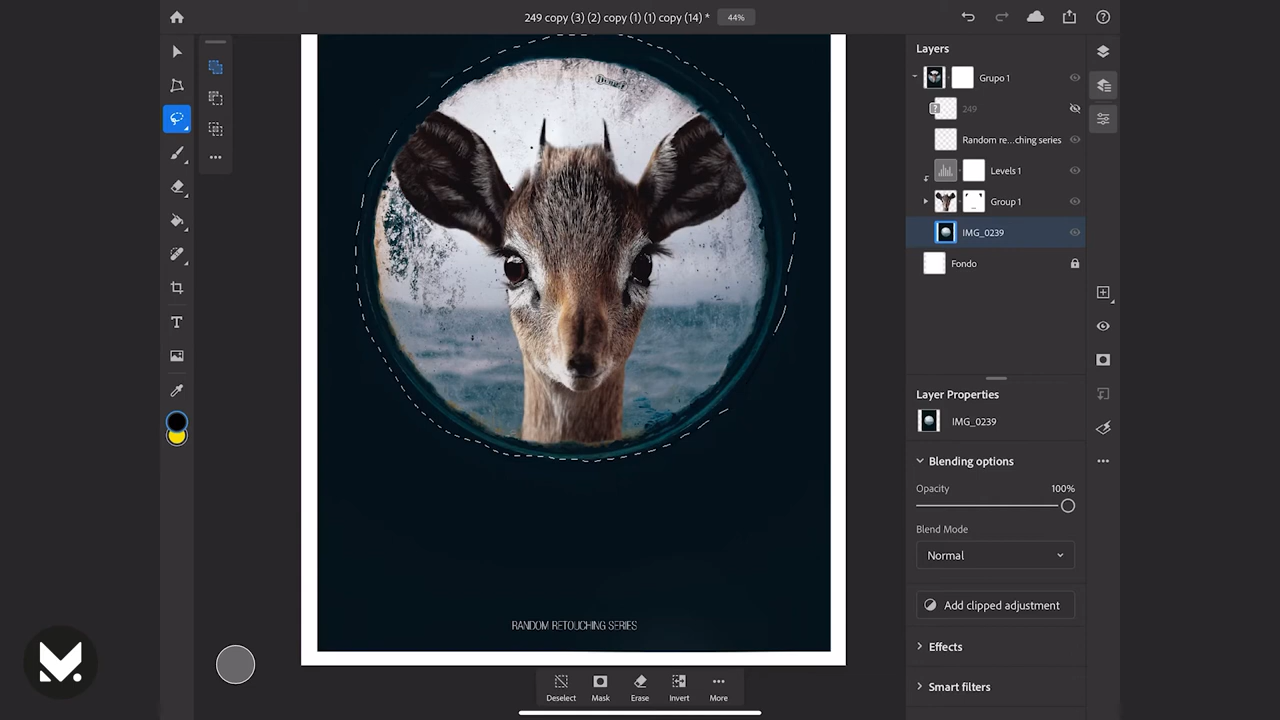 249 copy (3) (2) copy (1) (1) copy (14) *
44%
Layers
Grupo 1
249
Random re...ching series
Levels 1
Group 1
IMG_0239
Fondo
Layer Properties
IMG_0239
Blending options
Opacity
100%
Blend Mode
Normal
Add clipped adjustment
Effects
Smart filters
RANDOM RETOUCHING SERIES
Deselect
Mask
Erase
Invert
More